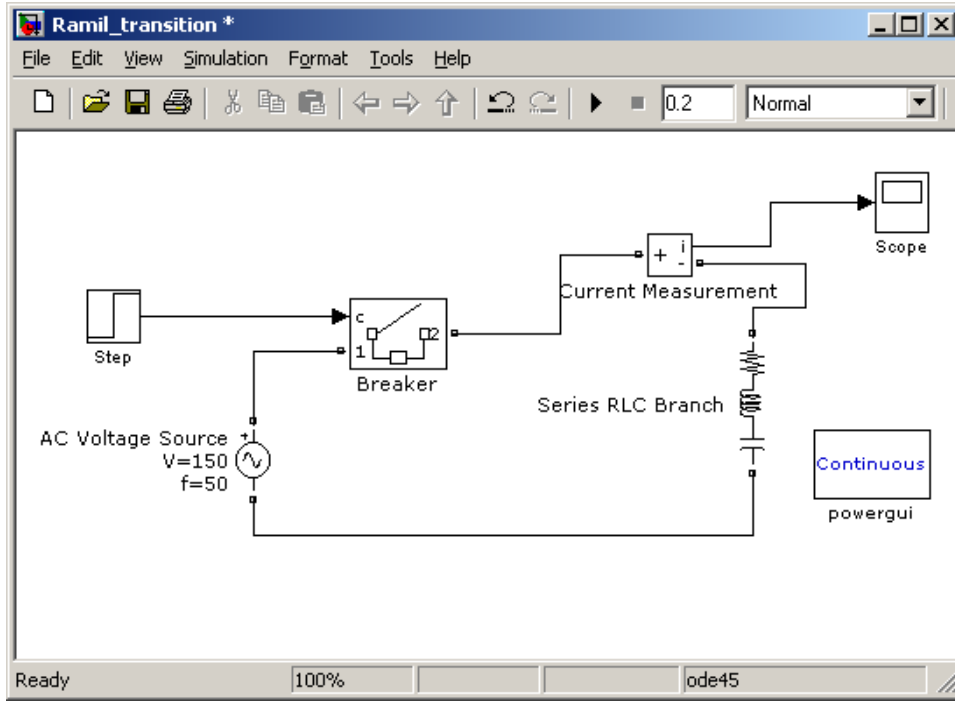 Ramil_transition *
File Edit View Simulation Format Tools Help
0.2 Normal
Scope
+ i -
Current Measurement
Step
c
1 2
Breaker
Series RLC Branch
AC Voltage Source +
V=150
f=50
Continuous
powergui
Ready 100% ode45